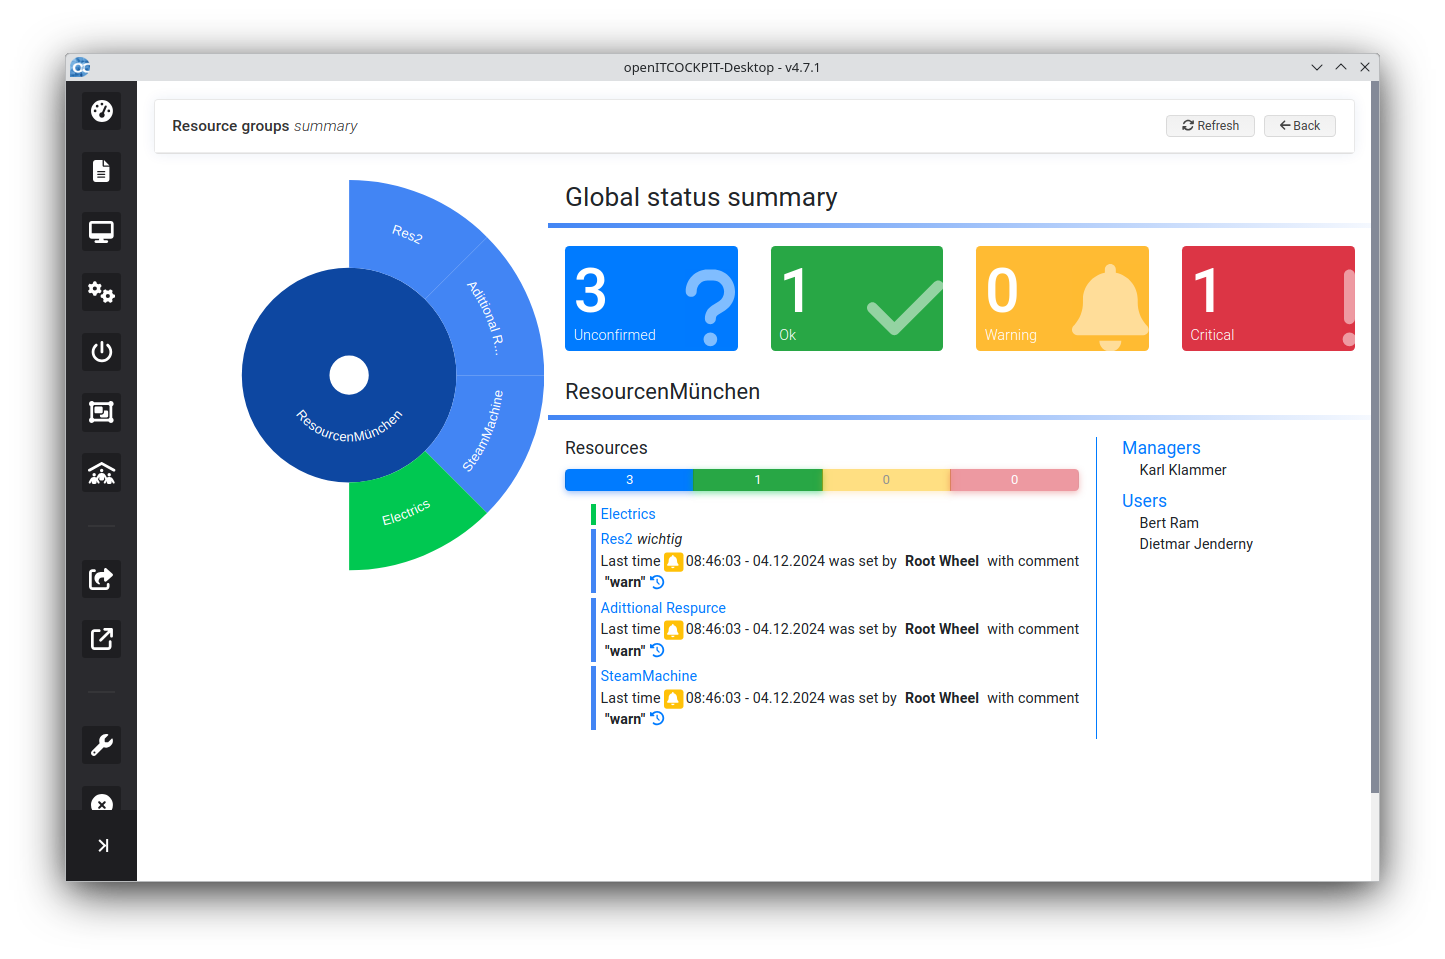 openITCOCKPIT-Desktop - v4.7.1
Resource groups summary
Refresh
Back
Res2
Adittional R...
SteamMachine
Electrics
ResourcenMünchen
Global status summary
3
Unconfirmed
1
Ok
0
Warning
1
Critical
ResourcenMünchen
Resources
3 1 0 0
Electrics
Res2 wichtig
Last time 08:46:03 - 04.12.2024 was set by Root Wheel with comment
"warn"
Adittional Respurce
Last time 08:46:03 - 04.12.2024 was set by Root Wheel with comment
"warn"
SteamMachine
Last time 08:46:03 - 04.12.2024 was set by Root Wheel with comment
"warn"
Managers
Karl Klammer
Users
Bert Ram
Dietmar Jenderny